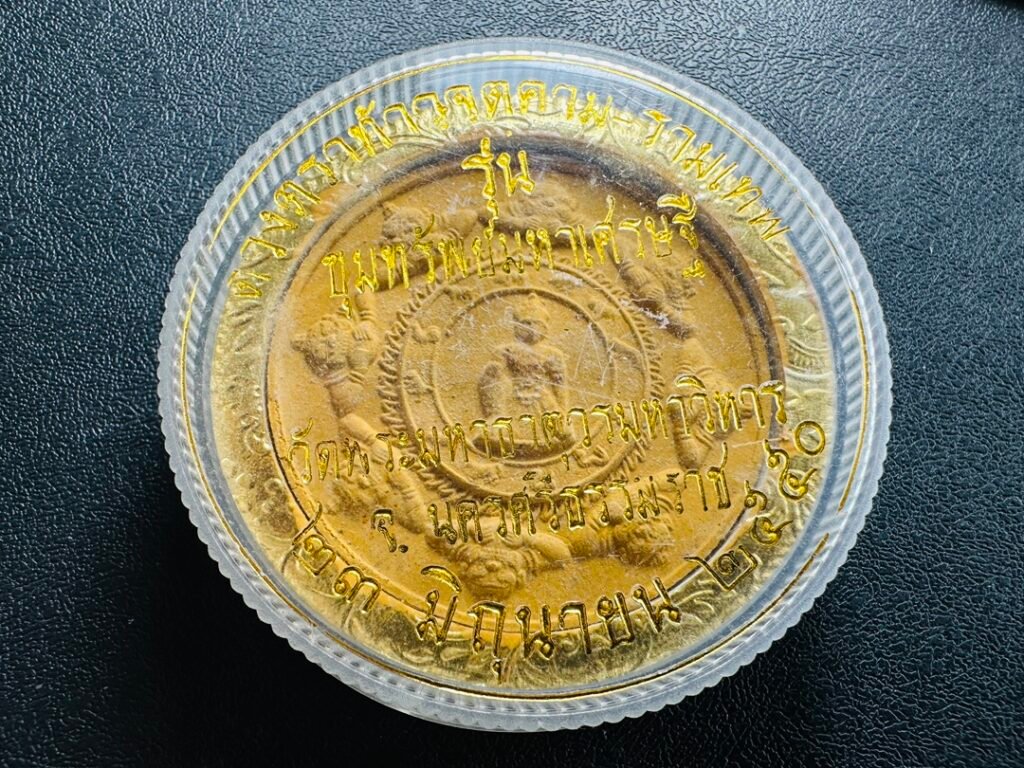 ดวงตราท้าวจตุคาม-รามเทพ
รุ่น
ขุมทรัพย์มหาเศรษฐี
วัดพระมหาธาตุวรมหาวิหาร
จ. นครศรีธรรมราช
๒๓ มิถุนายน ๒๕๕๐